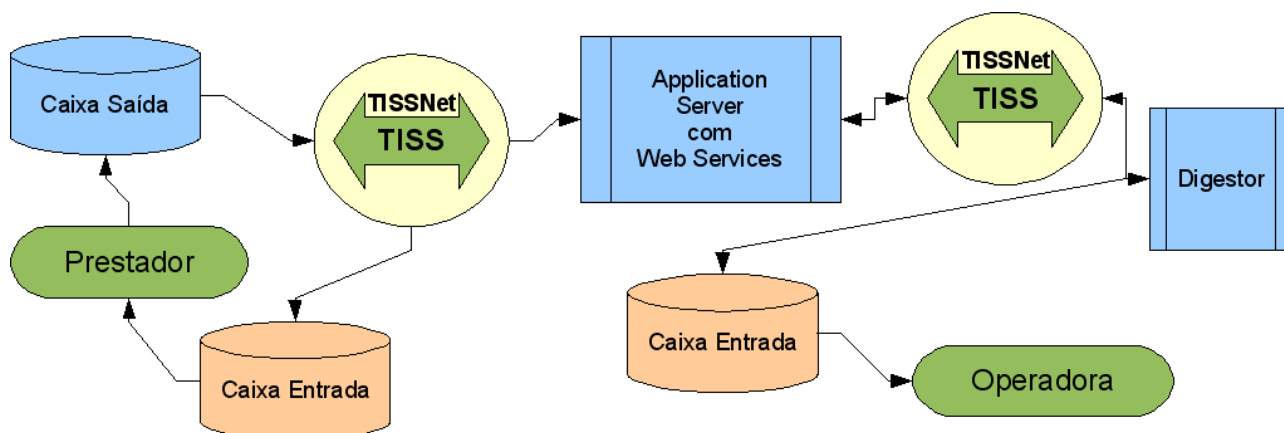 Caixa Saída
TISSNet
TISS
Application
Server
com
Web Services
TISSNet
TISS
Digestor
Prestador
Caixa Entrada
Caixa Entrada
Operadora